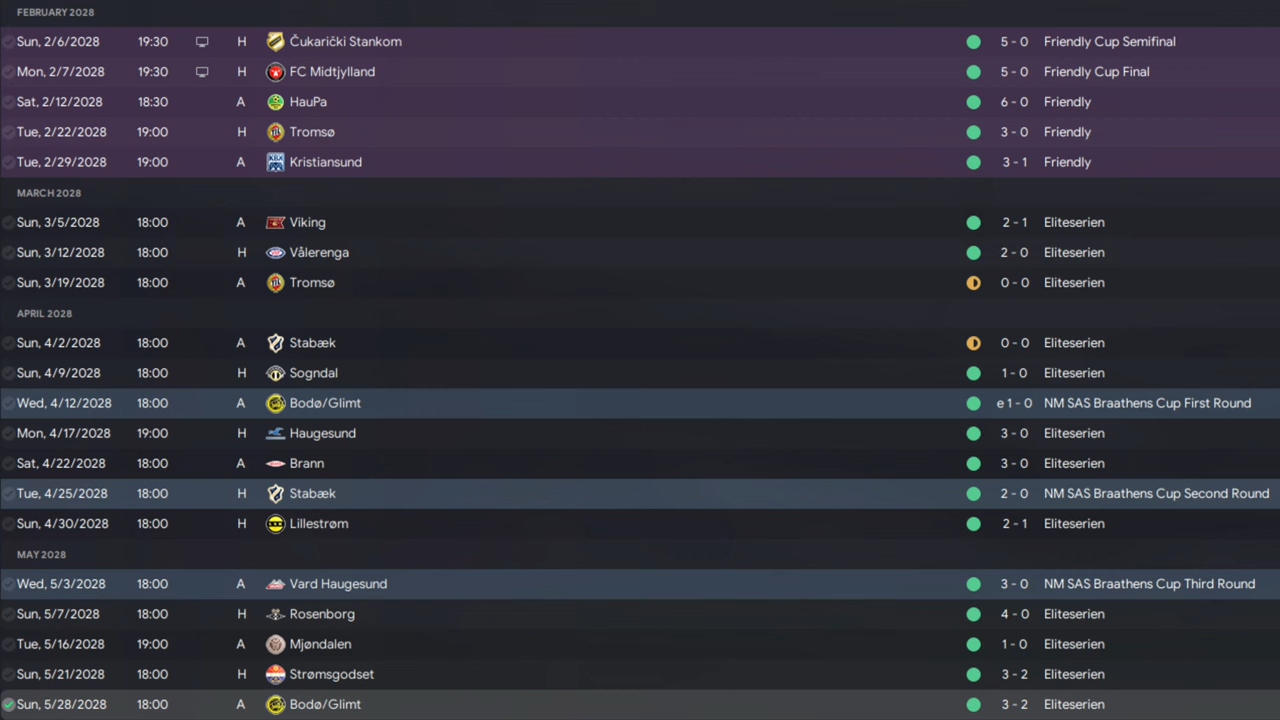 FEBRUARY 2028
Sun, 2/6/2028 19:30 H Čukarički Stankom 5 - 0 Friendly Cup Semifinal
Mon, 2/7/2028 19:30 H FC Midtjylland 5 - 0 Friendly Cup Final
Sat, 2/12/2028 18:30 A HauPa 6 - 0 Friendly
Tue, 2/22/2028 19:00 H Tromsø 3 - 0 Friendly
Tue, 2/29/2028 19:00 A Kristiansund 3 - 1 Friendly
MARCH 2028
Sun, 3/5/2028 18:00 A Viking 2 - 1 Eliteserien
Sun, 3/12/2028 18:00 H Vålerenga 2 - 0 Eliteserien
Sun, 3/19/2028 18:00 A Tromsø 0 - 0 Eliteserien
APRIL 2028
Sun, 4/2/2028 18:00 A Stabæk 0 - 0 Eliteserien
Sun, 4/9/2028 18:00 H Sogndal 1 - 0 Eliteserien
Wed, 4/12/2028 18:00 A Bodø/Glimt e 1 - 0 NM SAS Braathens Cup First Round
Mon, 4/17/2028 19:00 H Haugesund 3 - 0 Eliteserien
Sat, 4/22/2028 18:00 A Brann 3 - 0 Eliteserien
Tue, 4/25/2028 18:00 H Stabæk 2 - 0 NM SAS Braathens Cup Second Round
Sun, 4/30/2028 18:00 H Lillestrøm 2 - 1 Eliteserien
MAY 2028
Wed, 5/3/2028 18:00 A Vard Haugesund 3 - 0 NM SAS Braathens Cup Third Round
Sun, 5/7/2028 18:00 H Rosenborg 4 - 0 Eliteserien
Tue, 5/16/2028 19:00 A Mjøndalen 1 - 0 Eliteserien
Sun, 5/21/2028 18:00 H Strømsgodset 3 - 2 Eliteserien
Sun, 5/28/2028 18:00 A Bodø/Glimt 3 - 2 Eliteserien